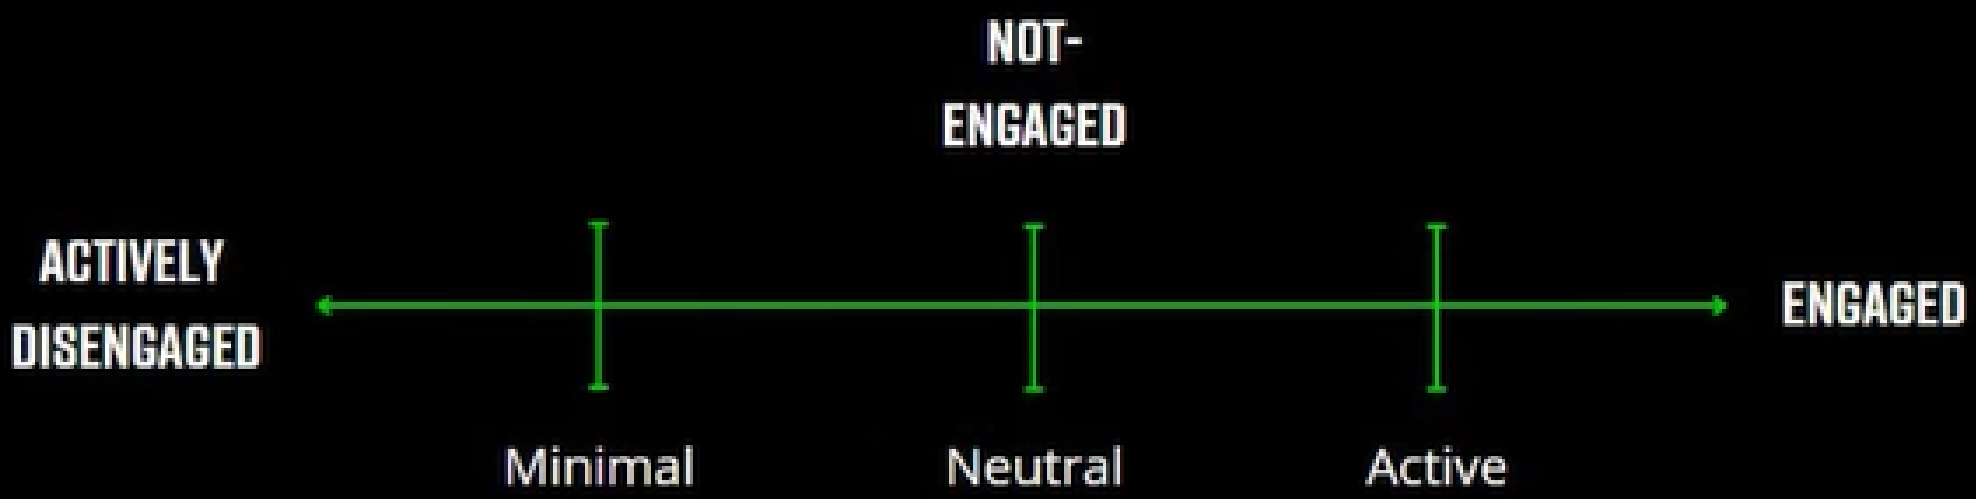 NOT-
ENGAGED
ACTIVELY
DISENGAGED
ENGAGED
Minimal
Neutral
Active